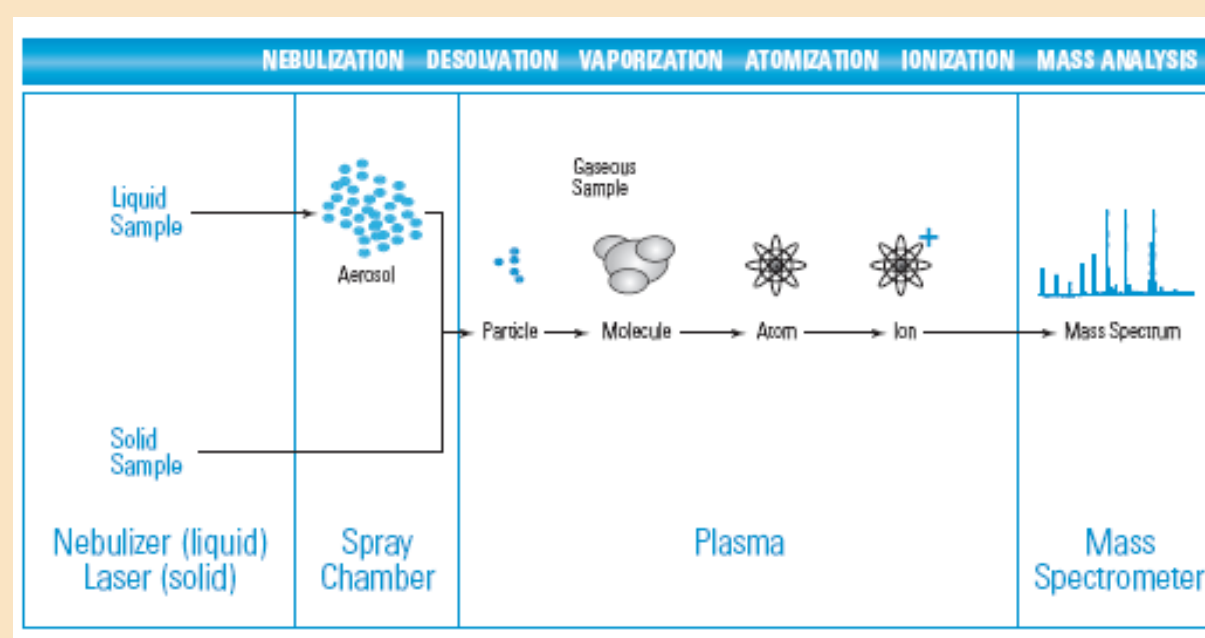 NEBULIZATION DESOLVATION VAPORIZATION ATOMIZATION IONIZATION MASS ANALYSIS
Liquid
Sample
Aerosol
Gaseous
Sample
Particle
Molecule
Atom
Ion
+
Mass Spectrum
Solid
Sample
Nebulizer (liquid)
Laser (solid)
Spray
Chamber
Plasma
Mass
Spectrometer